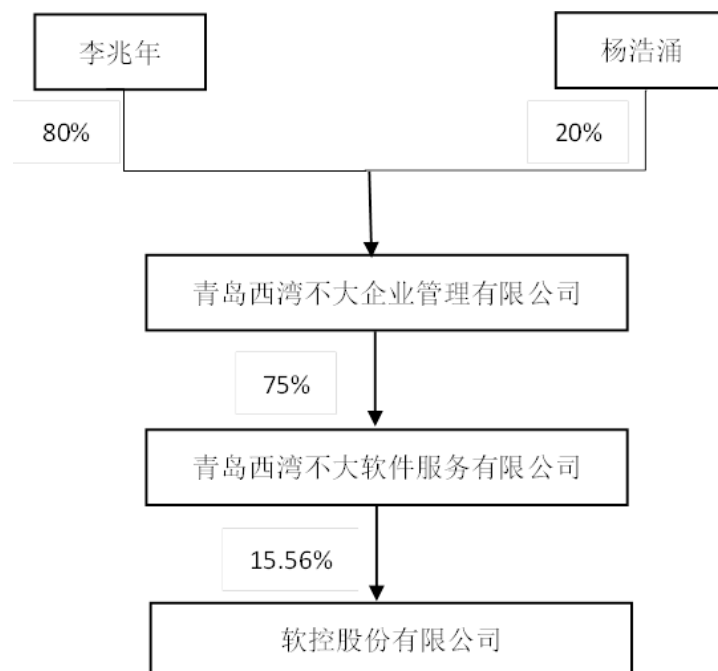 李兆年
杨浩涌
80%
20%
青岛西湾不大企业管理有限公司
75%
青岛西湾不大软件服务有限公司
15.56%
软控股份有限公司